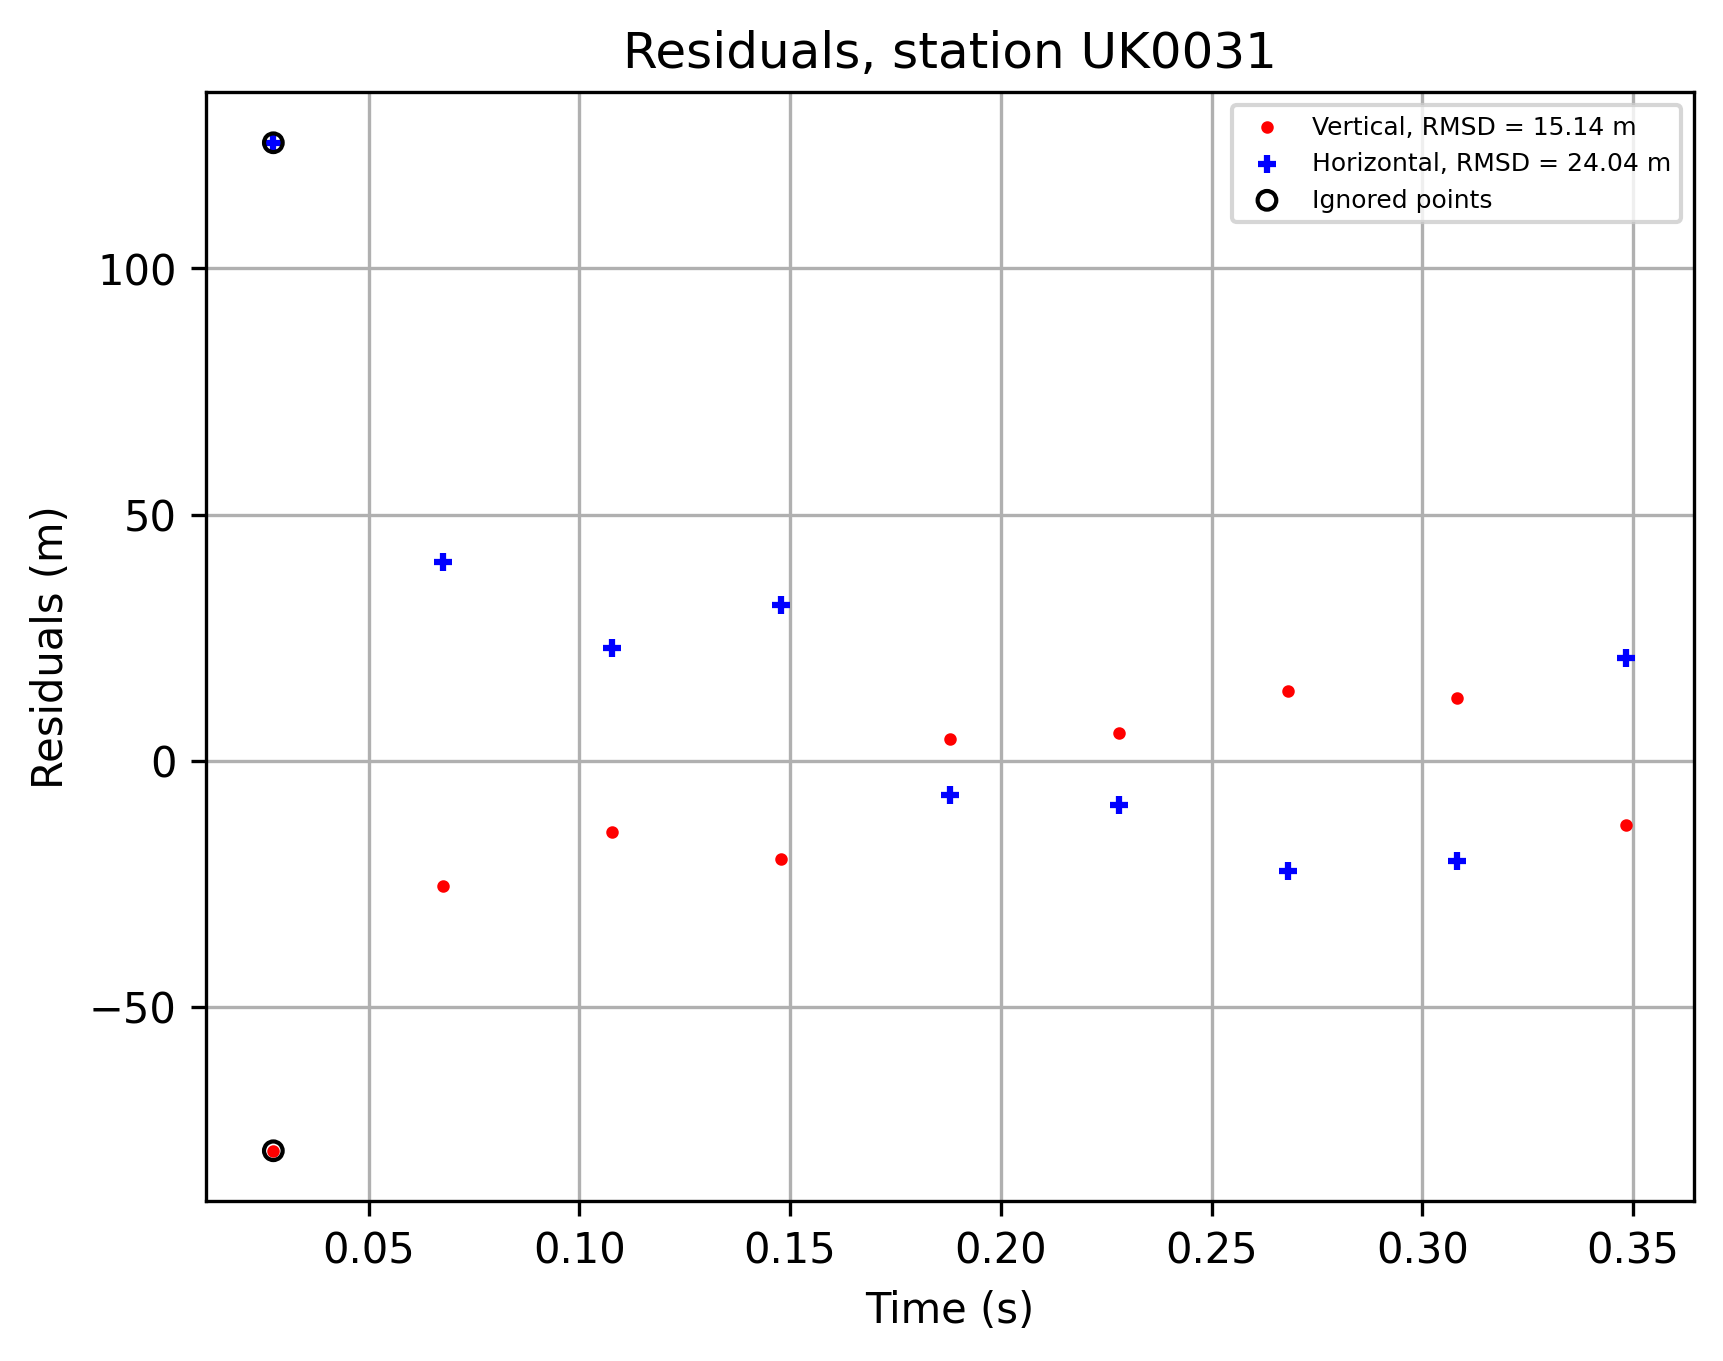 Residuals, station UK0031
Vertical, RMSD = 15.14 m
Horizontal, RMSD = 24.04 m
Ignored points
Residuals (m)
100
50
0
−50
0.05 0.10 0.15 0.20 0.25 0.30 0.35
Time (s)